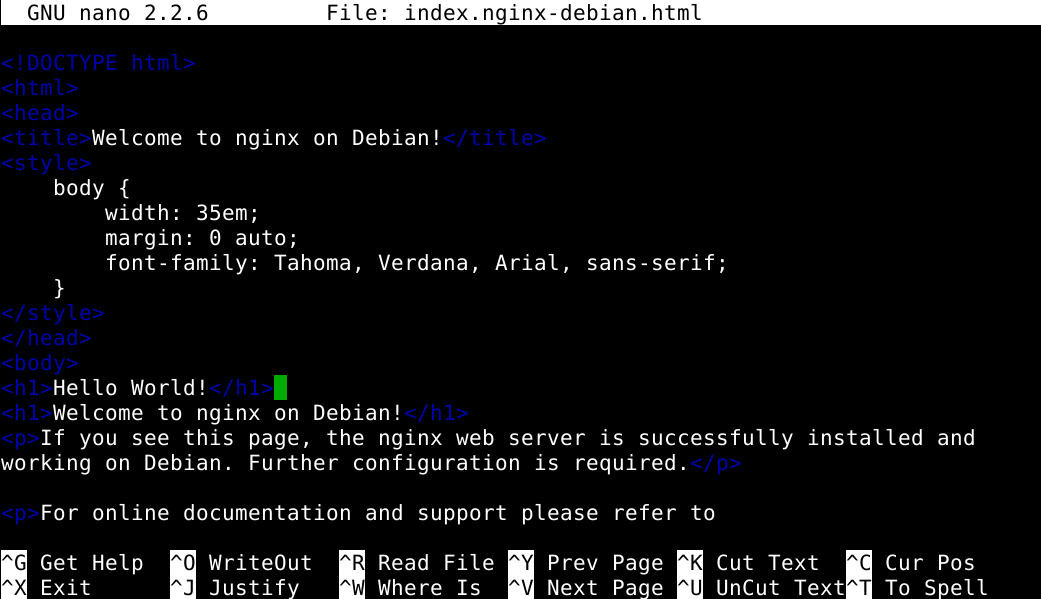 GNU nano 2.2.6 File: index.nginx-debian.html
<!DOCTYPE html>
<html>
<head>
<title>Welcome to nginx on Debian!</title>
<style>
    body {
        width: 35em;
        margin: 0 auto;
        font-family: Tahoma, Verdana, Arial, sans-serif;
    }
</style>
</head>
<body>
<h1>Hello World!</h1>
<h1>Welcome to nginx on Debian!</h1>
<p>If you see this page, the nginx web server is successfully installed and
working on Debian. Further configuration is required.</p>
<p>For online documentation and support please refer to
^G Get Help ^O WriteOut ^R Read File ^Y Prev Page ^K Cut Text ^C Cur Pos
^X Exit ^J Justify ^W Where Is ^V Next Page ^U UnCut Text ^T To Spell